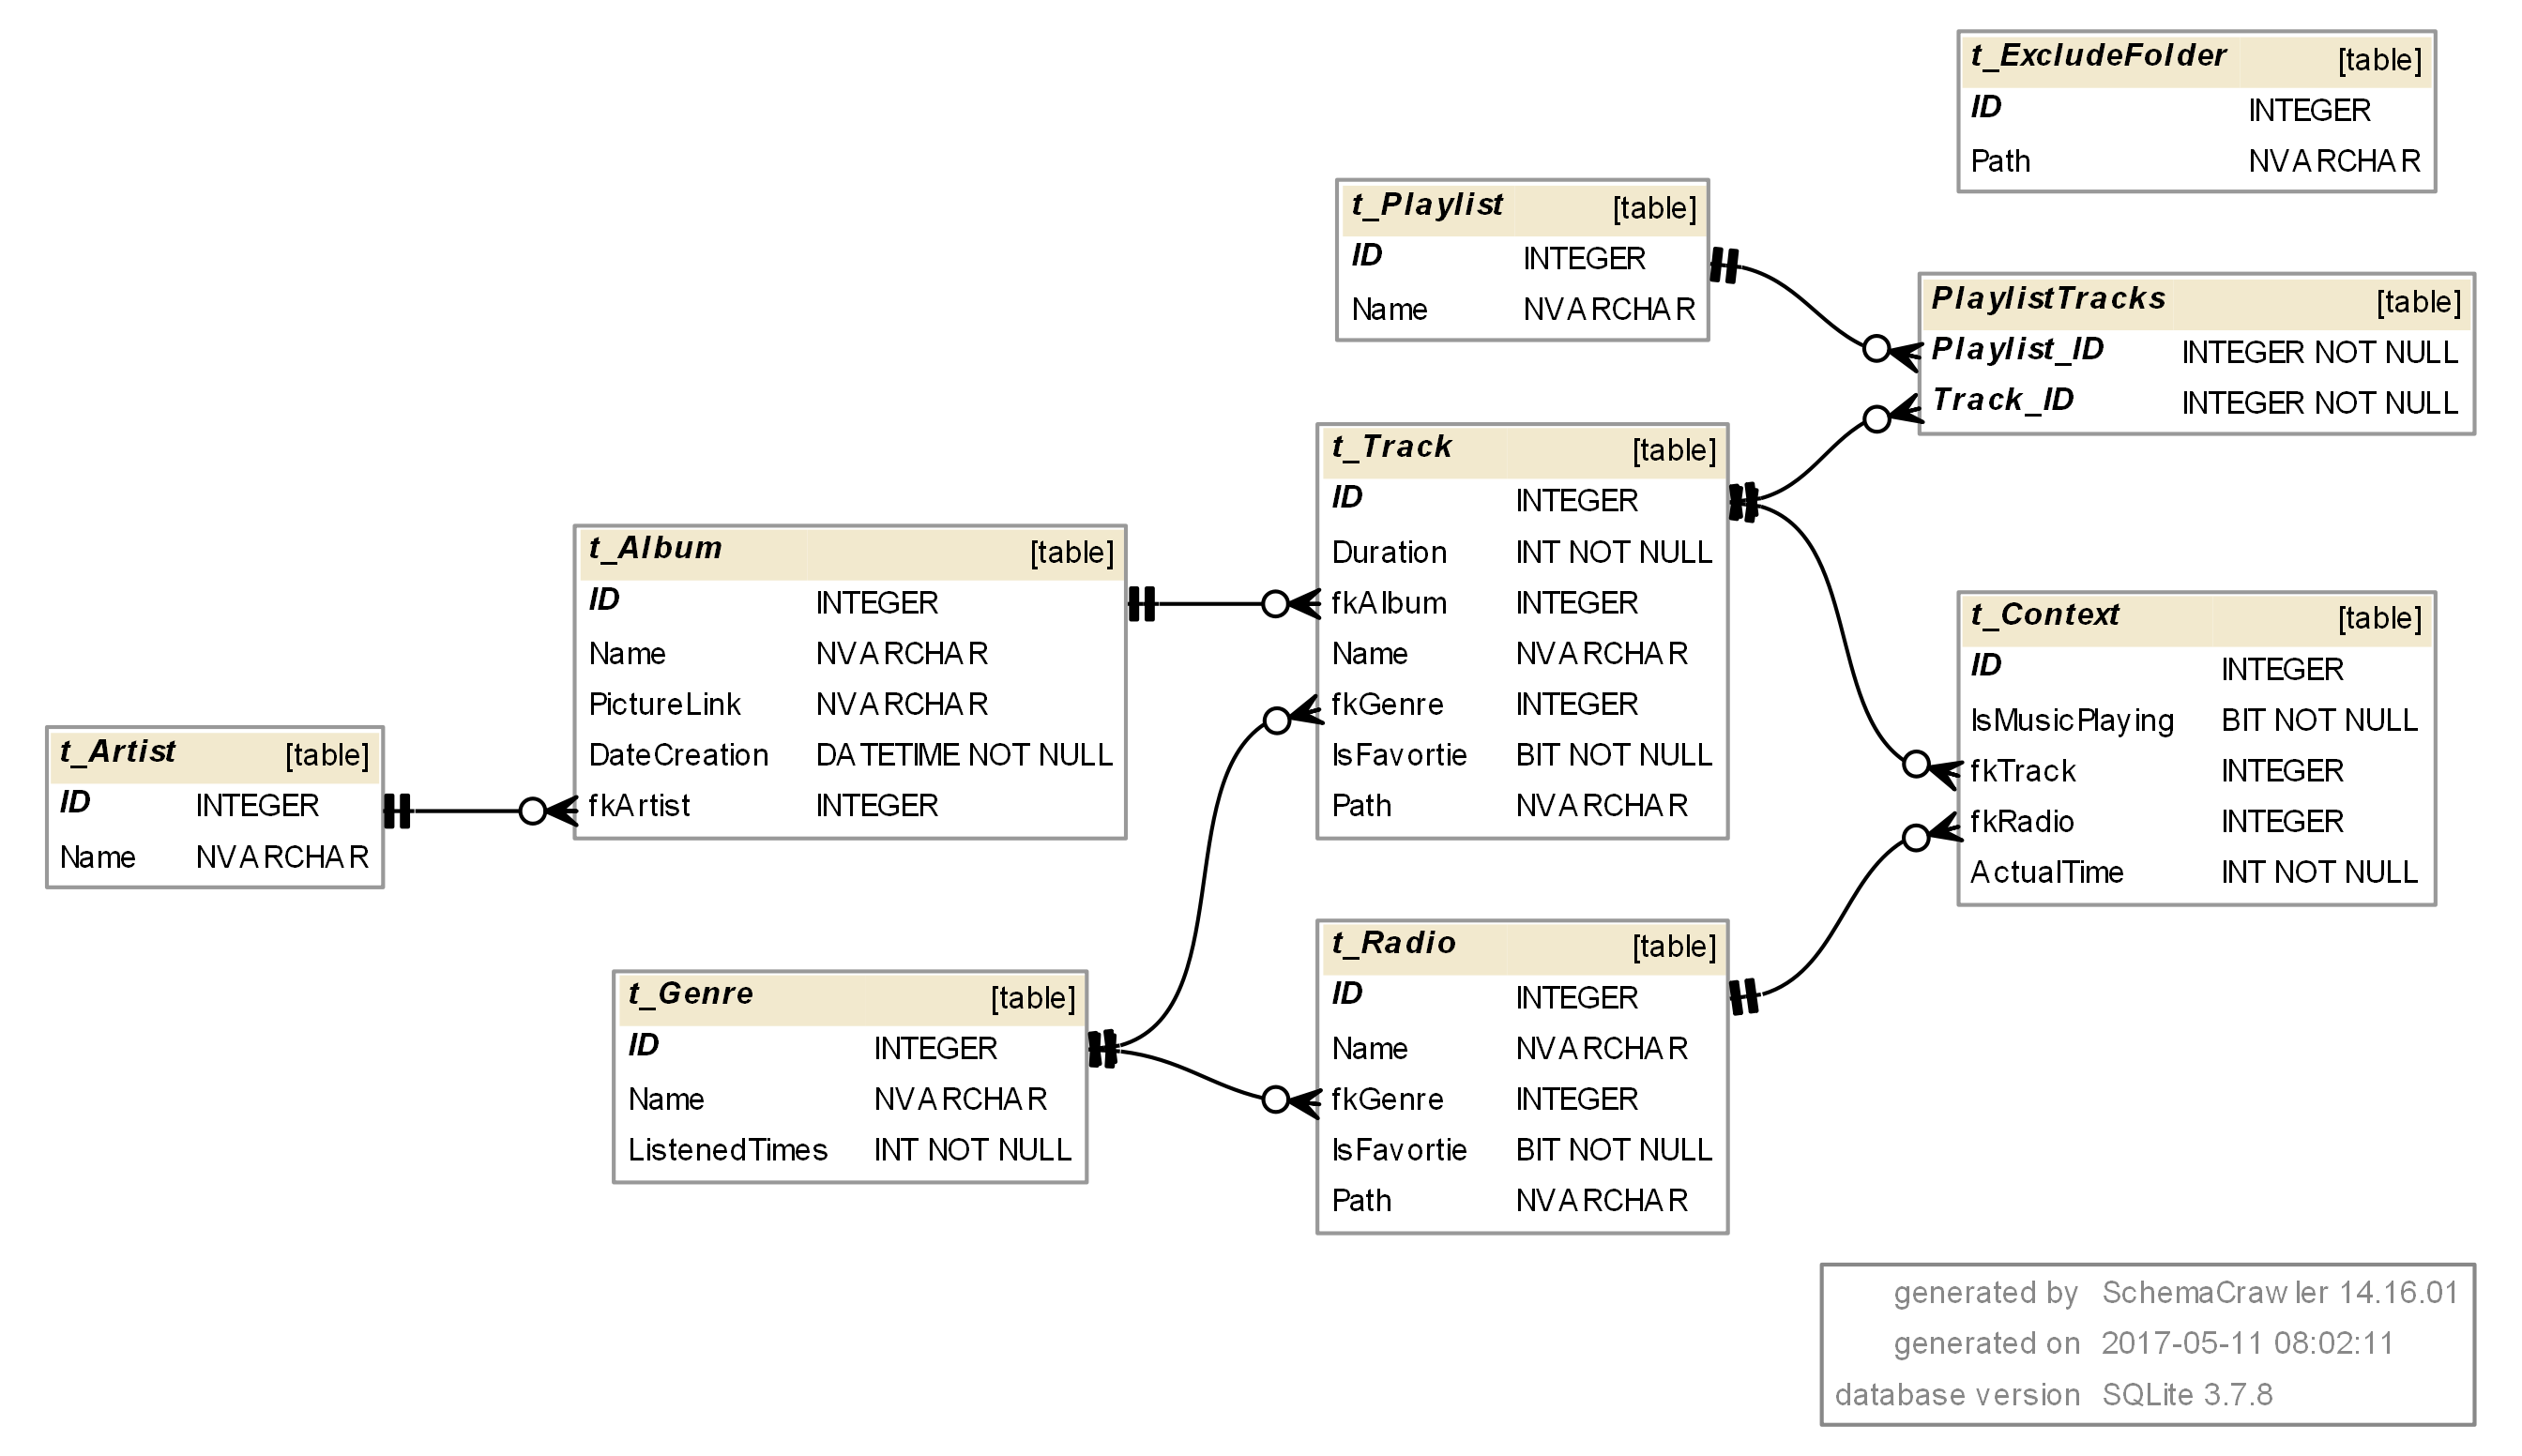 t_ExcludeFolder [table]
ID INTEGER
Path NVARCHAR
t_Playlist [table]
ID INTEGER
Name NVARCHAR
PlaylistTracks [table]
Playlist_ID INTEGER NOT NULL
Track_ID INTEGER NOT NULL
t_Track [table]
ID INTEGER
Duration INT NOT NULL
fkAlbum INTEGER
Name NVARCHAR
fkGenre INTEGER
IsFavortie BIT NOT NULL
Path NVARCHAR
t_Album [table]
ID INTEGER
Name NVARCHAR
PictureLink NVARCHAR
DateCreation DATETIME NOT NULL
fkArtist INTEGER
t_Context [table]
ID INTEGER
IsMusicPlaying BIT NOT NULL
fkTrack INTEGER
fkRadio INTEGER
ActualTime INT NOT NULL
t_Artist [table]
ID INTEGER
Name NVARCHAR
t_Radio [table]
ID INTEGER
Name NVARCHAR
fkGenre INTEGER
IsFavortie BIT NOT NULL
Path NVARCHAR
t_Genre [table]
ID INTEGER
Name NVARCHAR
ListenedTimes INT NOT NULL
generated by SchemaCrawler 14.16.01
generated on 2017-05-11 08:02:11
database version SQLite 3.7.8